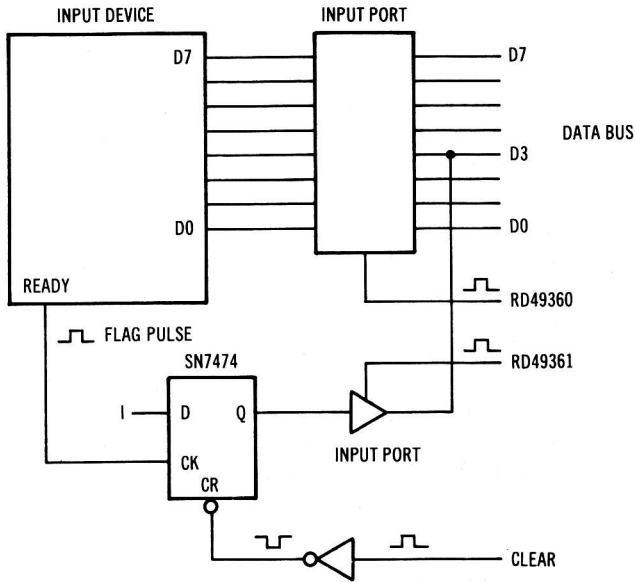 INPUT DEVICE
INPUT PORT
D7
D7
DATA BUS
D3
D0
D0
READY
RD49360
FLAG PULSE
SN7474
RD49361
1
D
Q
INPUT PORT
CK
CR
CLEAR